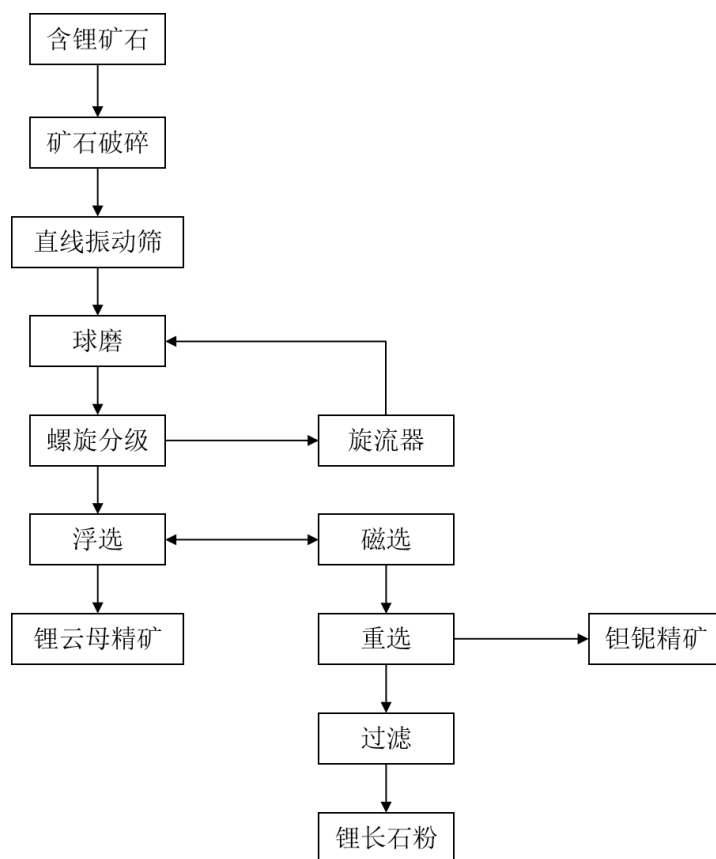 含锂矿石
矿石破碎
直线振动筛
球磨
螺旋分级
旋流器
浮选
磁选
锂云母精矿
重选
钽铌精矿
过滤
锂长石粉